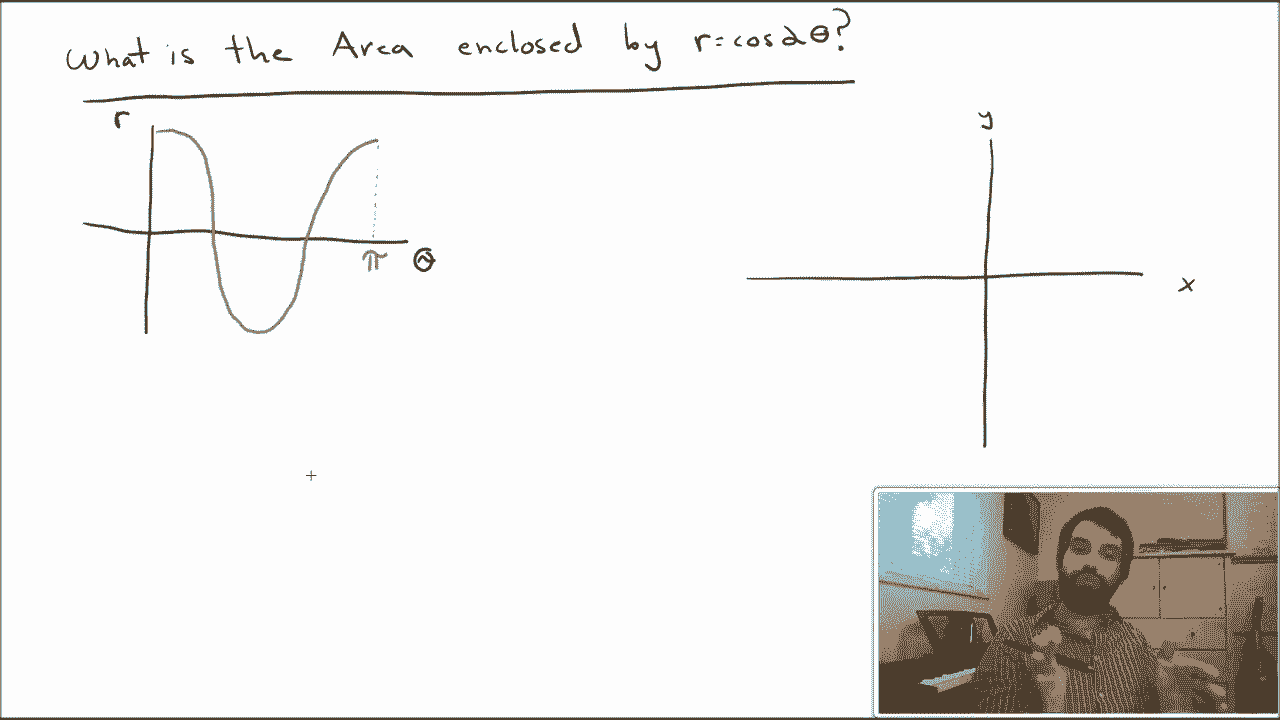 What is the Area enclosed by r=cos2θ?
r
π θ
y
x